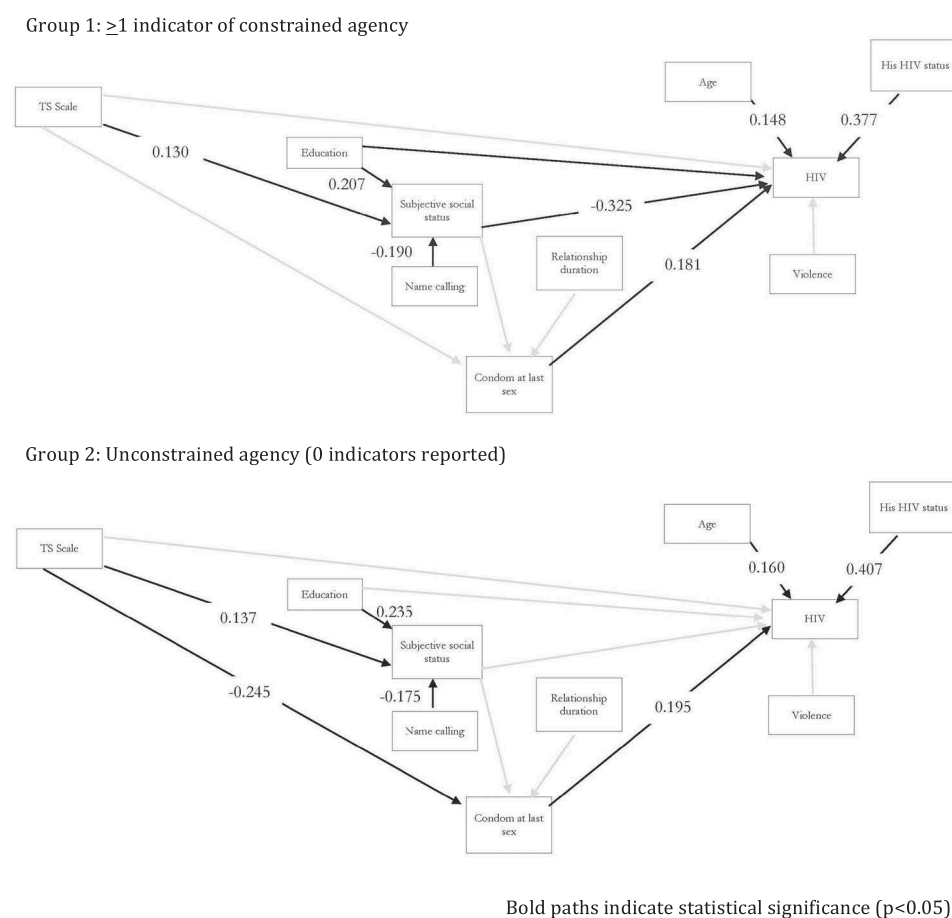 Group 1: ≥1 indicator of constrained agency
His HIV status
Age
TS Scale
0.148
0.377
0.130
Education
HIV
0.207
Subjective social
status
-0.325
-0.190
Relationship
duration
0.181
Violence
Name calling
Condom at last
sex
Group 2: Unconstrained agency (0 indicators reported)
His HIV status
Age
TS Scale
0.160
0.407
Education
0.235
0.137
HIV
Subjective social
status
-0.245
-0.175
Relationship
duration
0.195
Violence
Name calling
Condom at last
sex
Bold paths indicate statistical significance (p<0.05)